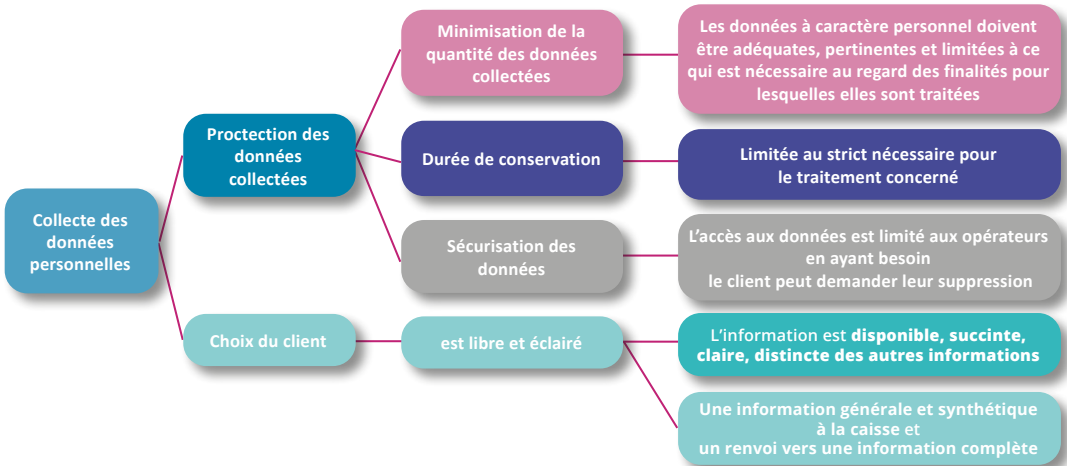 Collecte des
données
personnelles
Proctection des
données
collectées
Minimisation de la
quantité des données
collectées
Les données à caractère personnel doivent
être adéquates, pertinentes et limitées à ce
qui est nécessaire au regard des finalités pour
lesquelles elles sont traitées
Durée de conservation
Limitée au strict nécessaire pour
le traitement concerné
Sécurisation des
données
L'accès aux données est limité aux opérateurs
en ayant besoin
le client peut demander leur suppression
Choix du client
est libre et éclairé
L'information est disponible, succinte,
claire, distincte des autres informations
Une information générale et synthétique
à la caisse et
un renvoi vers une information complète